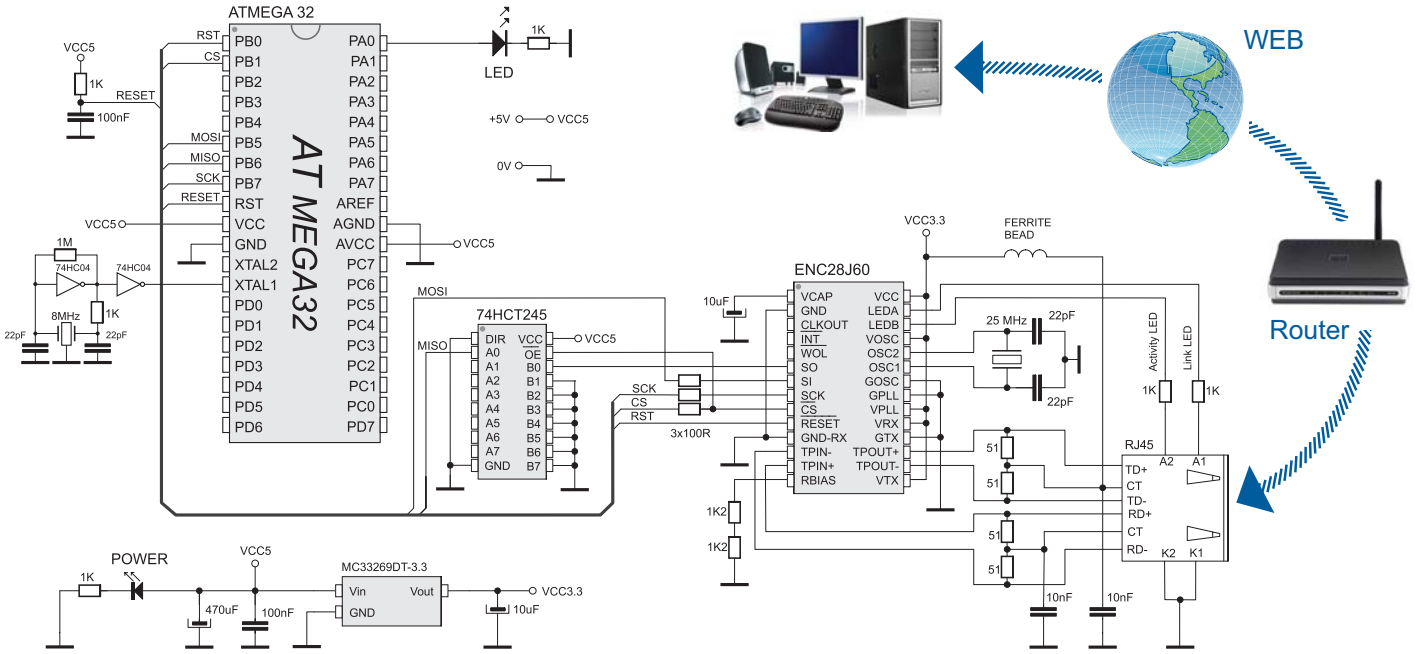 ATMEGA 32
VCC5
1K
RESET
100nF
RST
CS
MOSI
MISO
SCK
RESET
VCC5
PB0
PB1
PB2
PB3
PB4
PB5
PB6
PB7
RST
VCC
GND
XTAL2
XTAL1
PD0
PD1
PD2
PD3
PD4
PD5
PD6
AT MEGA32
PA0
PA1
PA2
PA3
PA4
PA5
PA6
PA7
AREF
AGND
AVCC
PC7
PC6
PC5
PC4
PC3
PC2
PC1
PC0
PD7
LED
1K
+5V
VCC5
0V
VCC5
1M
74HC04
74HC04
1K
8MHz
22pF
22pF
MOSI
MISO
74HCT245
DIR
A0
A1
A2
A3
A4
A5
A6
A7
GND
VCC
OE
B0
B1
B2
B3
B4
B5
B6
B7
VCC5
SCK
CS
RST
3x100R
ENC28J60
10uF
VCAP
GND
CLKOUT
INT
WOL
SO
SI
SCK
CS
RESET
GND-RX
TPIN-
TPIN+
RBIAS
VCC
LEDA
LEDB
VOSC
OSC2
OSC1
GOSC
GPLL
VPLL
VRX
GTX
TPOUT+
TPOUT-
VTX
1K2
1K2
VCC3.3
FERRITE
BEAD
25 MHz
22pF
22pF
Activity LED
Link LED
1K
1K
51
51
51
51
RJ45
A2
A1
TD+
CT
TD-
RD+
CT
RD-
K2
K1
10nF
10nF
WEB
Router
POWER
1K
470uF
VCC5
100nF
MC33269DT-3.3
Vin
Vout
GND
VCC3.3
10uF